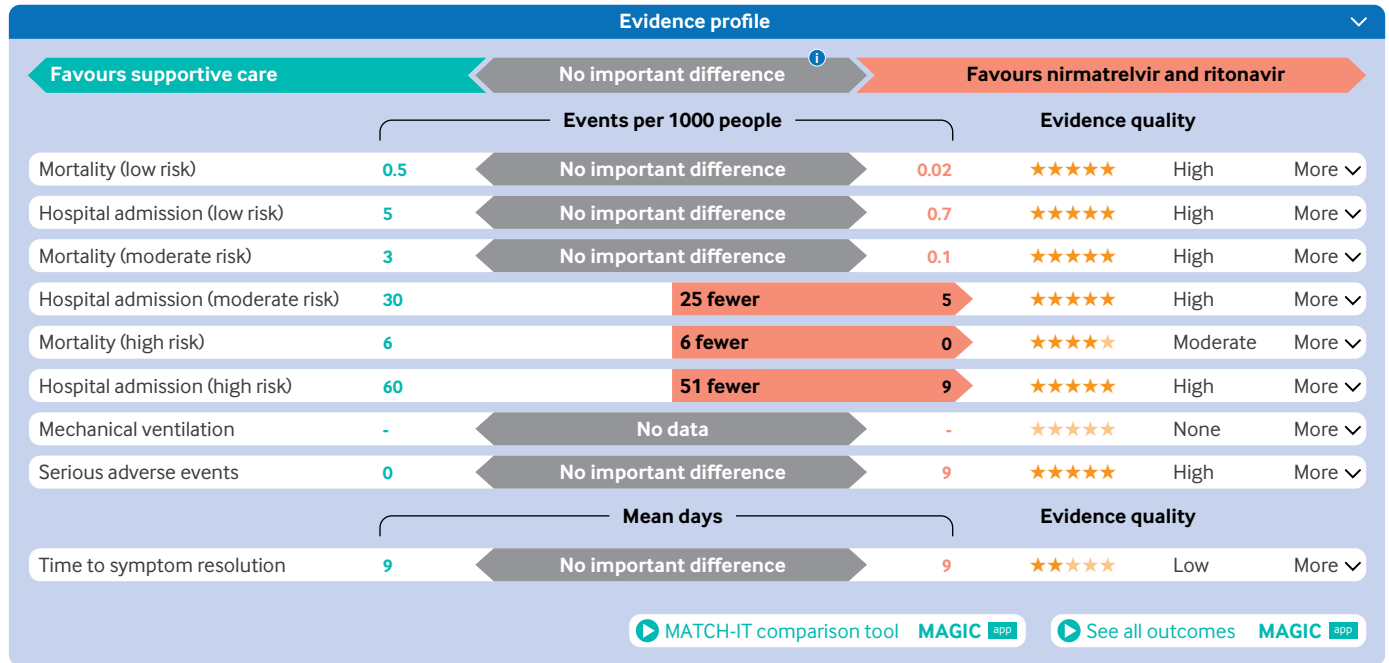 Evidence profile
Favours supportive care No important difference i Favours nirmatrelvir and ritonavir
Events per 1000 people Evidence quality
Mortality (low risk) 0.5 No important difference 0.02 ★★★★★ High More
Hospital admission (low risk) 5 No important difference 0.7 ★★★★★ High More
Mortality (moderate risk) 3 No important difference 0.1 ★★★★★ High More
Hospital admission (moderate risk) 30 25 fewer 5 ★★★★★ High More
Mortality (high risk) 6 6 fewer 0 ★★★★★ Moderate More
Hospital admission (high risk) 60 51 fewer 9 ★★★★★ High More
Mechanical ventilation - No data - ★★★★★ None More
Serious adverse events 0 No important difference 9 ★★★★★ High More
Mean days Evidence quality
Time to symptom resolution 9 No important difference 9 ★★★★★ Low More
MATCH-IT comparison tool MAGIC app See all outcomes MAGIC app